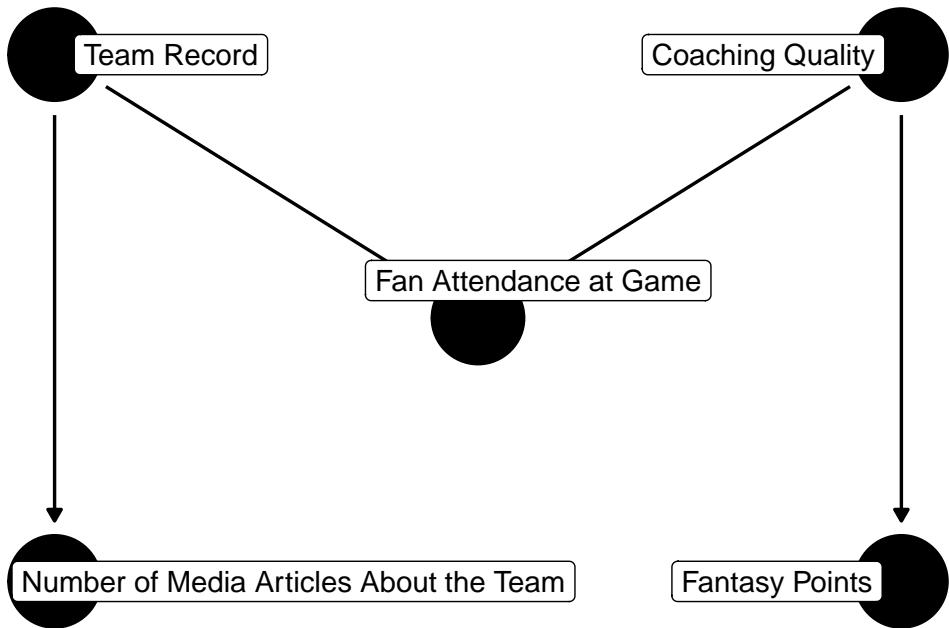 Team Record
Coaching Quality
Fan Attendance at Game
Number of Media Articles About the Team
Fantasy Points